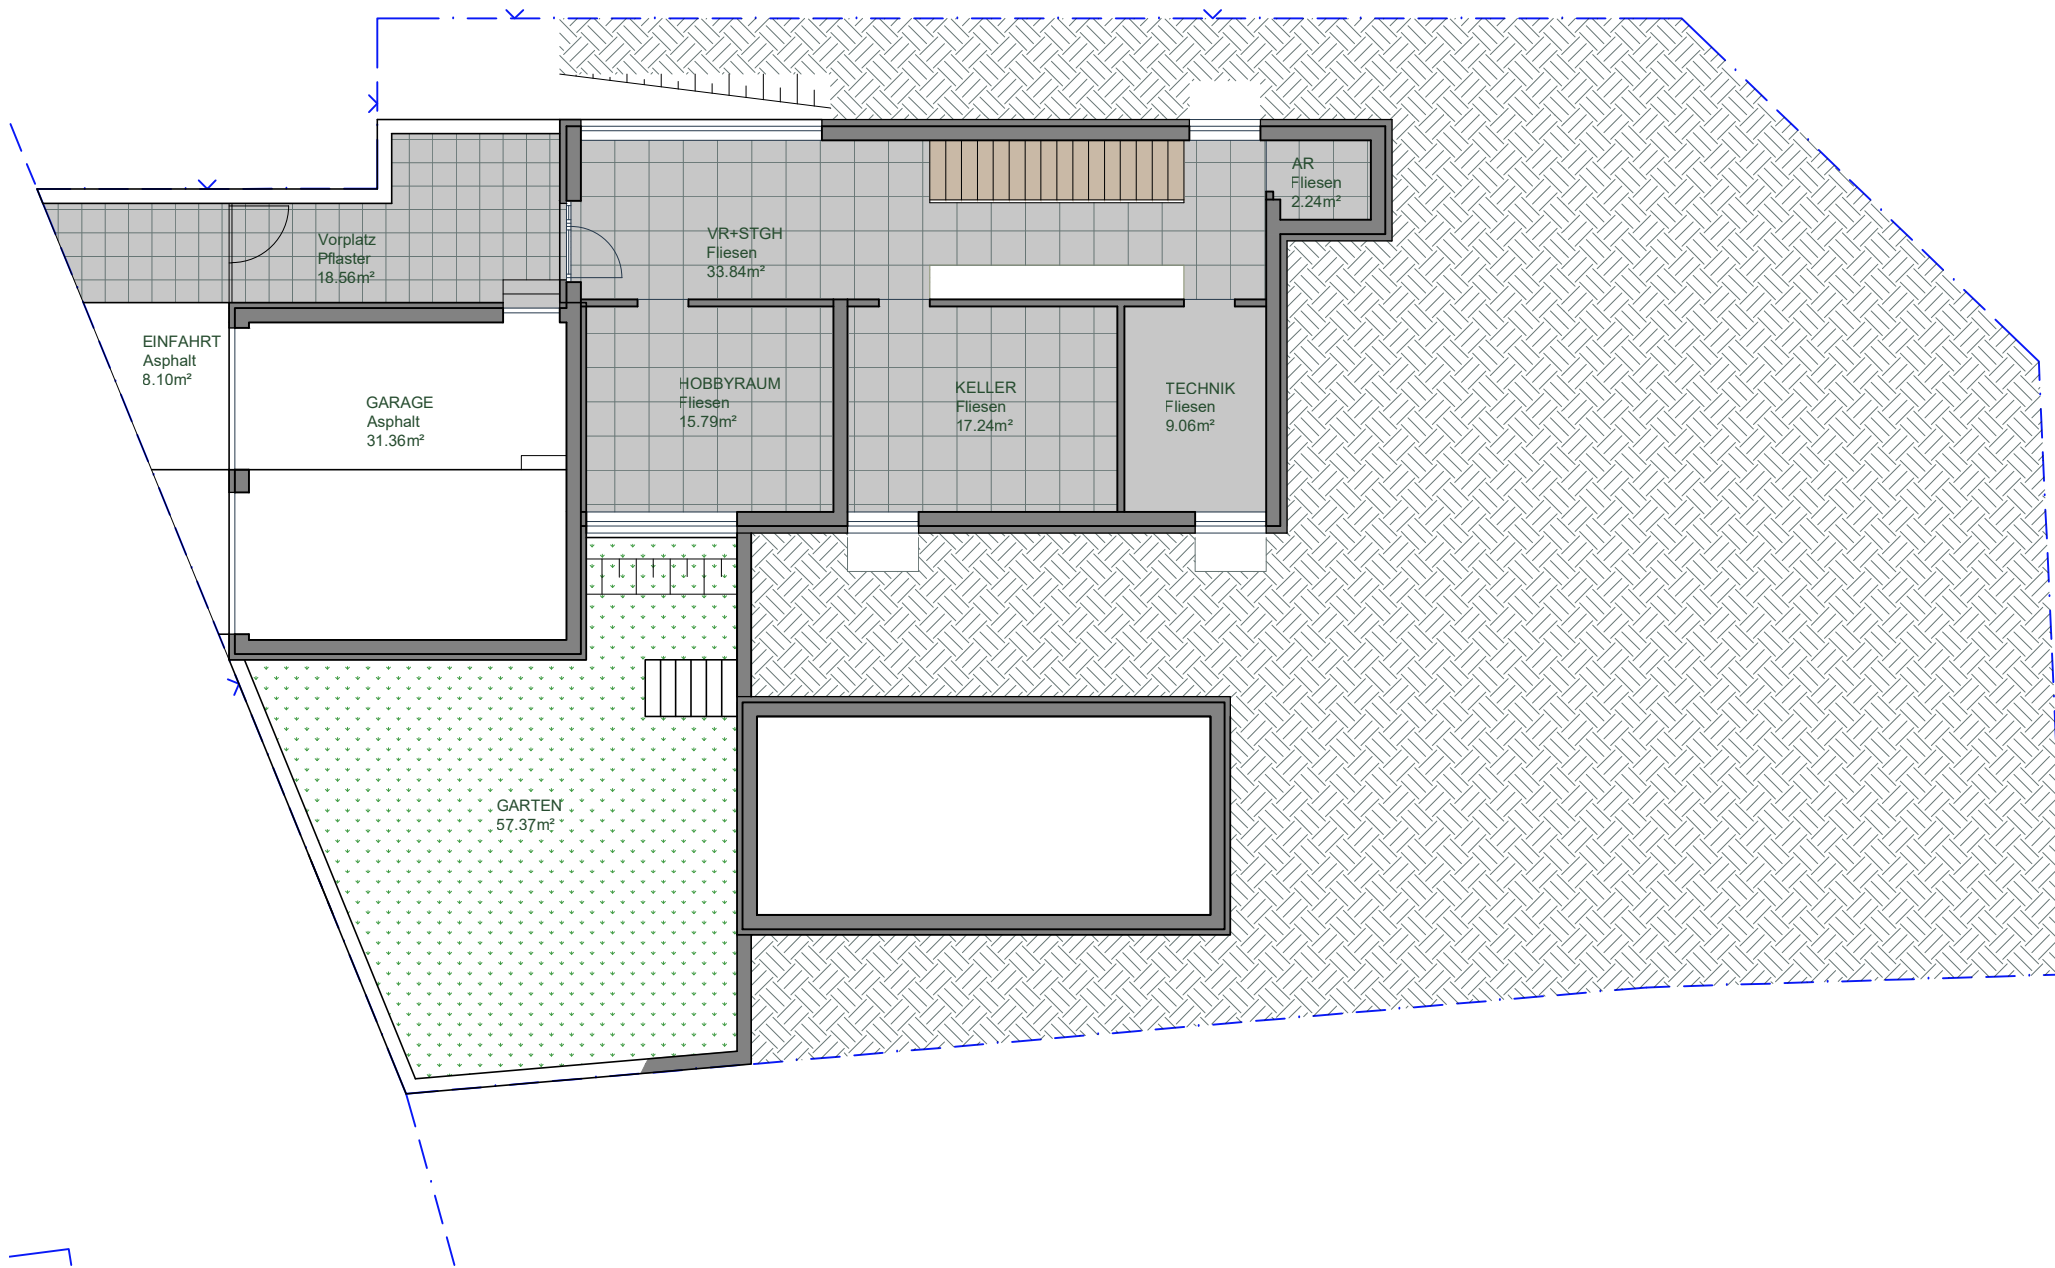 AR
Fliesen
2.24m²
Vorplatz
Pflaster
18.56m²
VR+STGH
Fliesen
33.84m²
EINFAHRT
Asphalt
8.10m²
GARAGE
Asphalt
31.36m²
HOBBYRAUM
Fliesen
15.79m²
KELLER
Fliesen
17.24m²
TECHNIK
Fliesen
9.06m²
GARTEN
57.37m²